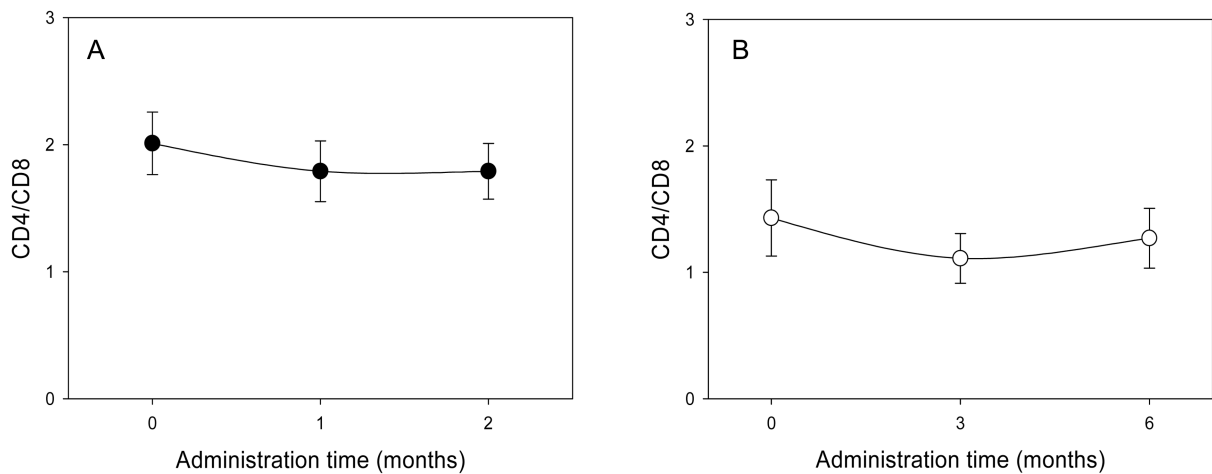 A
3
2
1
0
CD4/CD8
0 1 2
Administration time (months)
B
3
2
1
0
CD4/CD8
0 3 6
Administration time (months)